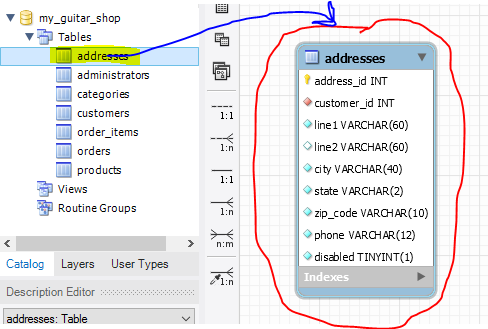 my_guitar_shop
Tables
addresses
administrators
categories
customers
order_items
orders
products
Views
Routine Groups
Catalog Layers User Types
Description Editor
addresses: Table
1:1
1:n
1:1
1:n
n:m
1:n
addresses
address_id INT
customer_id INT
line1 VARCHAR(60)
line2 VARCHAR(60)
city VARCHAR(40)
state VARCHAR(2)
zip_code VARCHAR(10)
phone VARCHAR(12)
disabled TINYINT(1)
Indexes